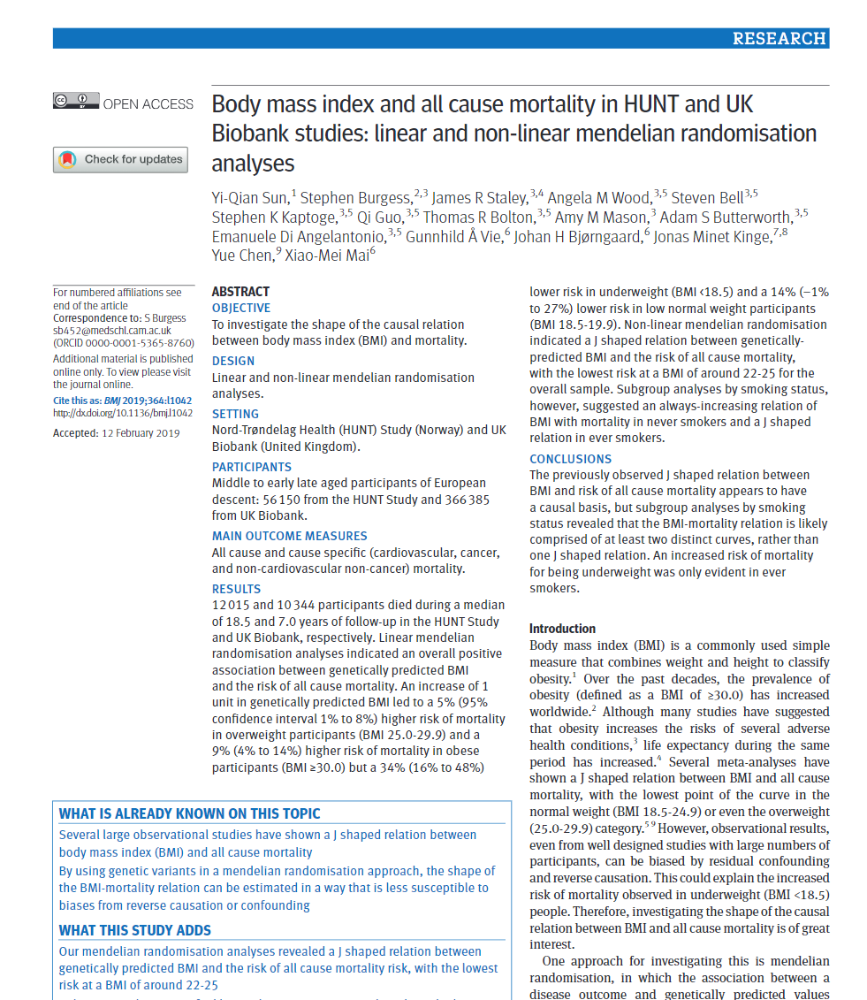 RESEARCH
OPEN ACCESS
Check for updates
Body mass index and all cause mortality in HUNT and UK
Biobank studies: linear and non-linear mendelian randomisation
analyses
Yi-Qian Sun,1 Stephen Burgess,2,3 James R Staley,3,4 Angela M Wood,3,5 Steven Bell3,5
Stephen K Kaptoge,3,5 Qi Guo,3,5 Thomas R Bolton,3,5 Amy M Mason,3 Adam S Butterworth,3,5
Emanuele Di Angelantonio,3,5 Gunnhild Å Vie,6 Johan H Bjørngaard,6 Jonas Minet Kinge,7,8
Yue Chen,9 Xiao-Mei Mai6
For numbered affiliations see
end of the article
Correspondence to: S Burgess
sb452@medschl.cam.ac.uk
(ORCID 0000-0001-5365-8760)
Additional material is published
online only. To view please visit
the journal online.
Cite this as: BMJ 2019;364:l1042
http://dx.doi.org/10.1136/bmj.l1042
Accepted: 12 February 2019
ABSTRACT
OBJECTIVE
To investigate the shape of the causal relation
between body mass index (BMI) and mortality.
DESIGN
Linear and non-linear mendelian randomisation
analyses.
SETTING
Nord-Trøndelag Health (HUNT) Study (Norway) and UK
Biobank (United Kingdom).
PARTICIPANTS
Middle to early late aged participants of European
descent: 56 150 from the HUNT Study and 366 385
from UK Biobank.
MAIN OUTCOME MEASURES
All cause and cause specific (cardiovascular, cancer,
and non-cardiovascular non-cancer) mortality.
RESULTS
12 015 and 10 344 participants died during a median
of 18.5 and 7.0 years of follow-up in the HUNT Study
and UK Biobank, respectively. Linear mendelian
randomisation analyses indicated an overall positive
association between genetically predicted BMI
and the risk of all cause mortality. An increase of 1
unit in genetically predicted BMI led to a 5% (95%
confidence interval 1% to 8%) higher risk of mortality
in overweight participants (BMI 25.0-29.9) and a
9% (4% to 14%) higher risk of mortality in obese
participants (BMI ≥30.0) but a 34% (16% to 48%)
lower risk in underweight (BMI <18.5) and a 14% (−1%
to 27%) lower risk in low normal weight participants
(BMI 18.5-19.9). Non-linear mendelian randomisation
indicated a J shaped relation between genetically-
predicted BMI and the risk of all cause mortality,
with the lowest risk at a BMI of around 22-25 for the
overall sample. Subgroup analyses by smoking status,
however, suggested an always-increasing relation of
BMI with mortality in never smokers and a J shaped
relation in ever smokers.
CONCLUSIONS
The previously observed J shaped relation between
BMI and risk of all cause mortality appears to have
a causal basis, but subgroup analyses by smoking
status revealed that the BMI-mortality relation is likely
comprised of at least two distinct curves, rather than
one J shaped relation. An increased risk of mortality
for being underweight was only evident in ever
smokers.
Introduction
Body mass index (BMI) is a commonly used simple
measure that combines weight and height to classify
obesity.1 Over the past decades, the prevalence of
obesity (defined as a BMI of ≥30.0) has increased
worldwide.2 Although many studies have suggested
that obesity increases the risks of several adverse
health conditions,3 life expectancy during the same
period has increased.4 Several meta-analyses have
shown a J shaped relation between BMI and all cause
mortality, with the lowest point of the curve in the
normal weight (BMI 18.5-24.9) or even the overweight
(25.0-29.9) category.5 9 However, observational results,
even from well designed studies with large numbers of
participants, can be biased by residual confounding
and reverse causation. This could explain the increased
risk of mortality observed in underweight (BMI <18.5)
people. Therefore, investigating the shape of the causal
relation between BMI and all cause mortality is of great
interest.
One approach for investigating this is mendelian
randomisation, in which the association between a
disease outcome and genetically predicted values
WHAT IS ALREADY KNOWN ON THIS TOPIC
Several large observational studies have shown a J shaped relation between
body mass index (BMI) and all cause mortality
By using genetic variants in a mendelian randomisation approach, the shape of
the BMI-mortality relation can be estimated in a way that is less susceptible to
biases from reverse causation or confounding
WHAT THIS STUDY ADDS
Our mendelian randomisation analyses revealed a J shaped relation between
genetically predicted BMI and the risk of all cause mortality risk, with the lowest
risk at a BMI of around 22-25